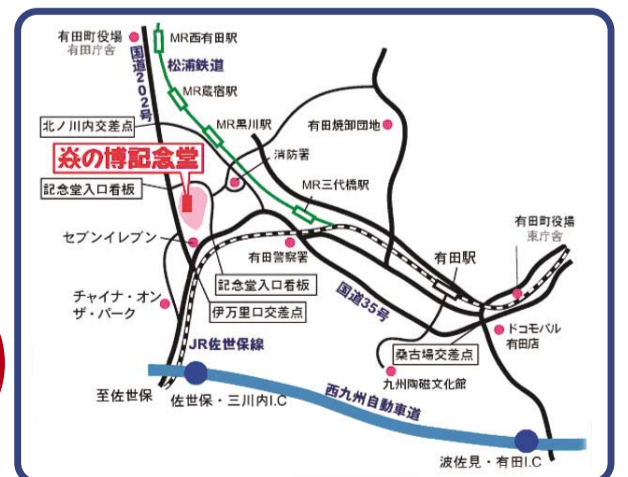 有田町役場
有田庁舎
国道202号
MR西有田駅
松浦鉄道
MR蔵宿駅
北ノ川内交差点
MR黒川駅
有田焼卸団地
焱の博記念堂
消防署
記念堂入口看板
MR三代橋駅
有田町役場
東庁舎
セブンイレブン
有田警察署
有田駅
記念堂入口看板
国道35号
チャイナ・オン
ザ・パーク
伊万里口交差点
ドコモバル
有田店
JR佐世保線
桑古場交差点
九州陶磁文化館
至佐世保
佐世保・三川内I.C
西九州自動車道
波佐見・有田I.C